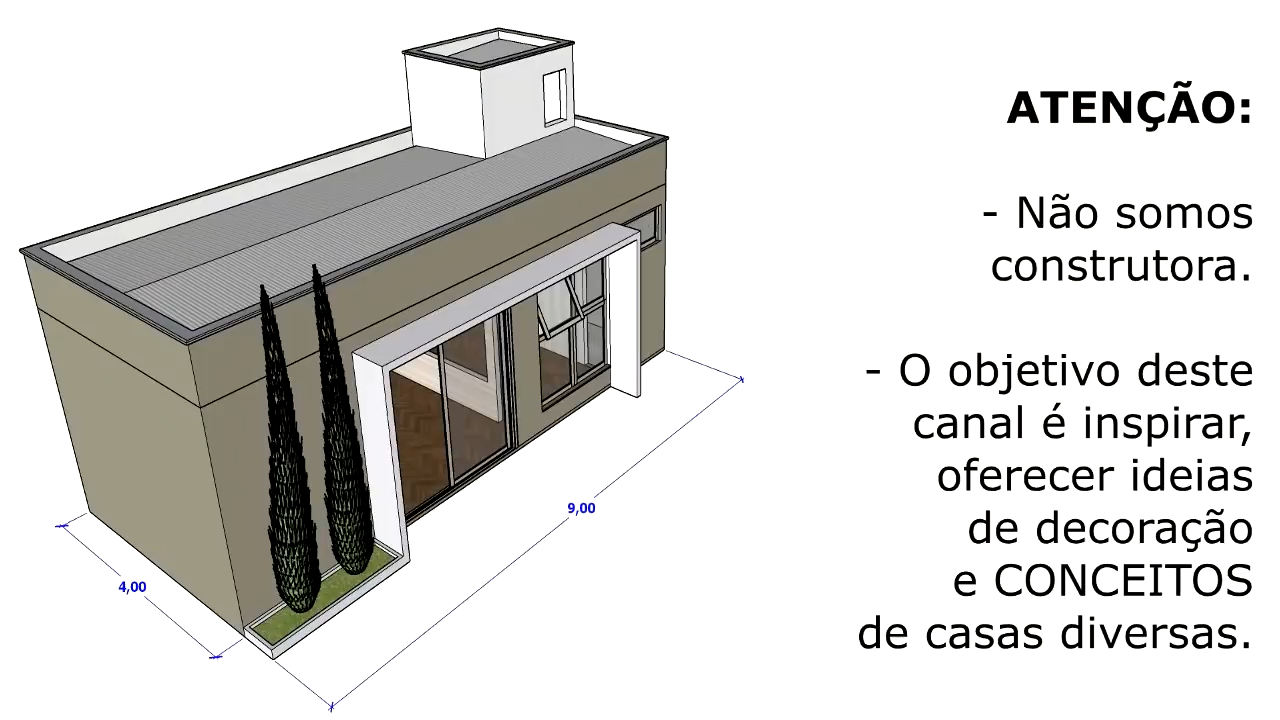 ATENÇÃO:
- Não somos
construtora.
- O objetivo deste
canal é inspirar,
oferecer ideias
de decoração
e CONCEITOS
de casas diversas.
9,00
4,00